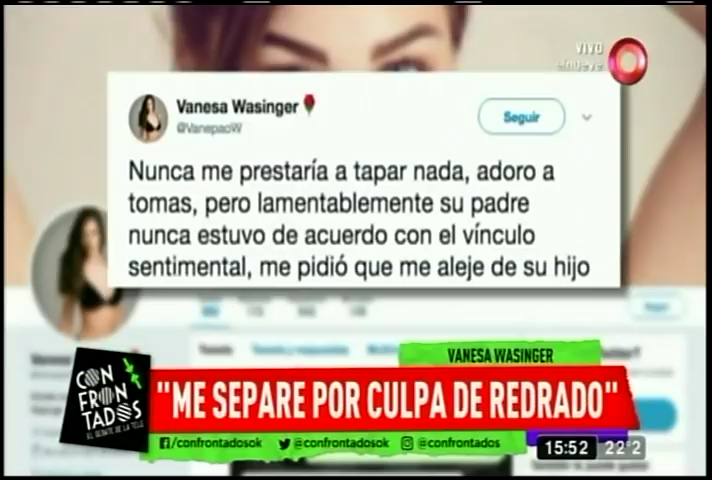 VIVO
elnueve
Vanesa Wasinger
@VanepaoW
Seguir
Nunca me prestaría a tapar nada, adoro a
tomas, pero lamentablemente su padre
nunca estuvo de acuerdo con el vínculo
sentimental, me pidió que me aleje de su hijo
VANESA WASINGER
CON
FRON
TADOS
EL DEBATE DE LA TELE
"ME SEPARE POR CULPA DE REDRADO"
/confrontadosok
@confrontadosok
@confrontados
15:52 22°2